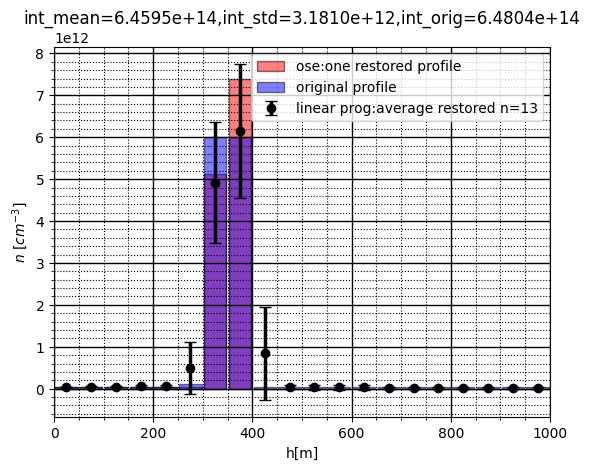 int_mean=6.4595e+14,int_std=3.1810e+12,int_orig=6.4804e+14
1e12
8
7
6
5
4
3
2
1
0
ose:one restored profile
original profile
linear prog:average restored n=13
n [cm⁻³]
0 200 400 600 800 1000
h[m]